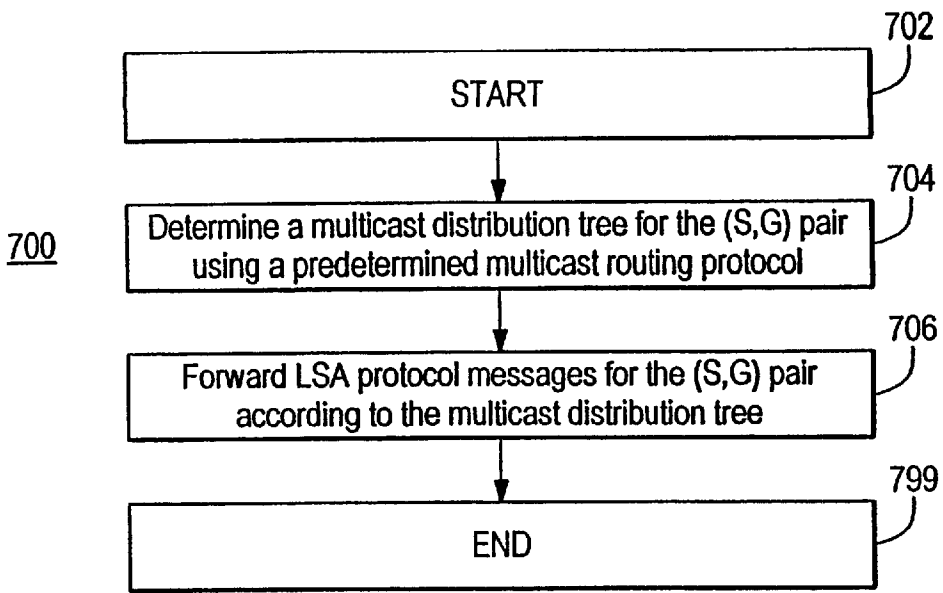 702
START
704
Determine a multicast distribution tree for the (S,G) pair
using a predetermined multicast routing protocol
700
706
Forward LSA protocol messages for the (S,G) pair
according to the multicast distribution tree
799
END